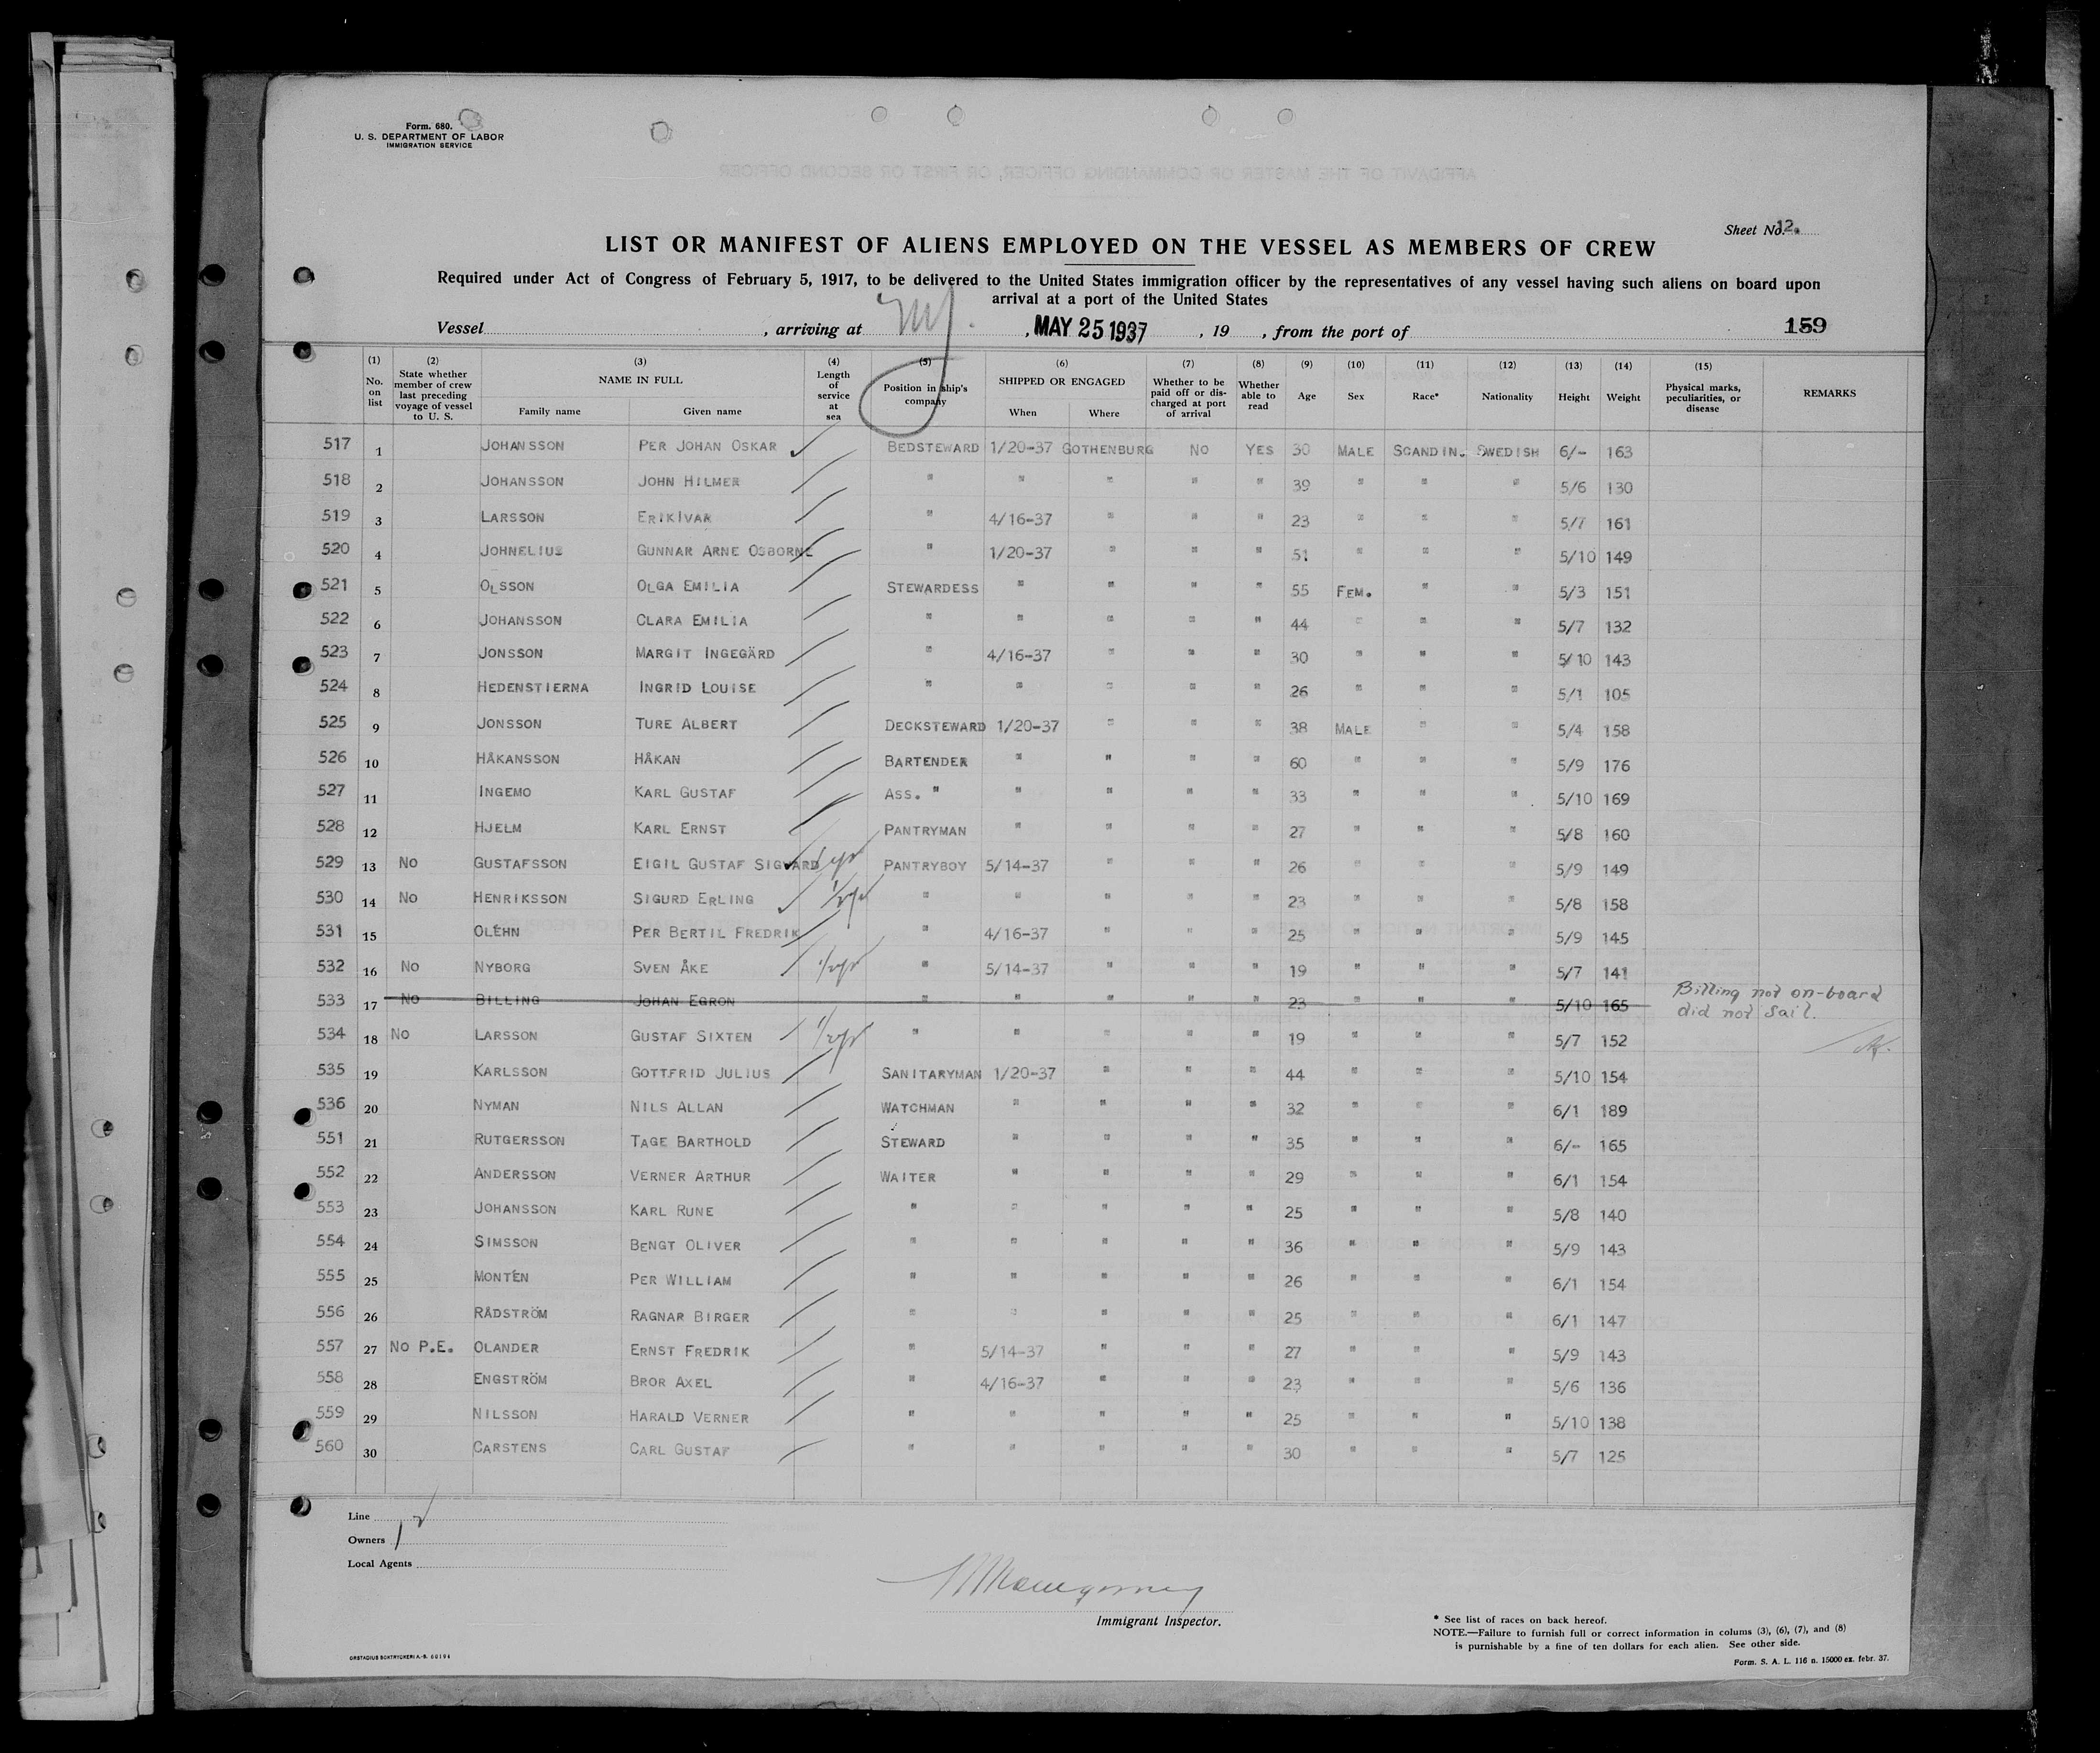 Form. 680.
U. S. DEPARTMENT OF LABOR
IMMIGRATION SERVICE
Sheet No. 12.
LIST OR MANIFEST OF ALIENS EMPLOYED ON THE VESSEL AS MEMBERS OF CREW
Required under Act of Congress of February 5, 1917, to be delivered to the United States immigration officer by the representatives of any vessel having such aliens on board upon
arrival at a port of the United States
Vessel , arriving at NY. , MAY 25 1937 , 19 , from the port of 159
(1) No. on list (2) State whether member of crew last preceding voyage of vessel to U. S. (3) NAME IN FULL Family name Given name (4) Length of service at sea (5) Position in ship's company (6) SHIPPED OR ENGAGED When Where (7) Whether to be paid off or discharged at port of arrival (8) Whether able to read (9) Age (10) Sex (11) Race* (12) Nationality (13) Height (14) Weight (15) Physical marks, peculiarities, or disease REMARKS
517 1 JOHANSSON PER JOHAN OSKAR BEDSTEWARD 1/20-37 GOTHENBURG NO YES 30 MALE SCANDIN. SWEDISH 6/- 163
518 2 JOHANSSON JOHN HILMER " " " " " 39 " " " 5/6 130
519 3 LARSSON ERIKIVAR " 4/16-37 " " " 23 " " " 5/7 161
520 4 JOHNELIUS GUNNAR ARNE OSBORNE " 1/20-37 " " " 51 " " " 5/10 149
521 5 OLSSON OLGA EMILIA STEWARDESS " " " " 55 FEM. " " 5/3 151
522 6 JOHANSSON CLARA EMILIA " " " " " 44 " " " 5/7 132
523 7 JONSSON MARGIT INGEGÄRD " 4/16-37 " " " 30 " " " 5/10 143
524 8 HEDENSTIERNA INGRID LOUISE " " " " " 26 " " " 5/1 105
525 9 JONSSON TURE ALBERT DECKSTEWARD 1/20-37 " " " 38 MALE " " 5/4 158
526 10 HÅKANSSON HÅKAN BARTENDER " " " " 60 " " " 5/9 176
527 11 INGEMO KARL GUSTAF ASS. " " " " " 33 " " " 5/10 169
528 12 HJELM KARL ERNST PANTRYMAN " " " " 27 " " " 5/8 160
529 13 NO GUSTAFSSON EIGIL GUSTAF SIGVARD PANTRYBOY 5/14-37 " " " 26 " " " 5/9 149
530 14 NO HENRIKSSON SIGURD ERLING 1/2yr " " " " " 23 " " " 5/8 158
531 15 OLÉHN PER BERTIL FREDRIK " 4/16-37 " " " 25 " " " 5/9 145
532 16 NO NYBORG SVEN ÅKE 1/2yr " 5/14-37 " " " 19 " " " 5/7 141
533 17 NO BILLING JOHAN EGRON " " " " " 23 " " " 5/10 165 Billing not on-board
did not sail.
534 18 NO LARSSON GUSTAF SIXTEN 1/2yr " " " " " 19 " " " 5/7 152
535 19 KARLSSON GOTTFRID JULIUS SANITARYMAN 1/20-37 " " " 44 " " " 5/10 154
536 20 NYMAN NILS ALLAN WATCHMAN " " " " 32 " " " 6/1 189
551 21 RUTGERSSON TAGE BARTHOLD STEWARD " " " " 35 " " " 6/- 165
552 22 ANDERSSON VERNER ARTHUR WAITER " " " " 29 " " " 6/1 154
553 23 JOHANSSON KARL RUNE " " " " " 25 " " " 5/8 140
554 24 SIMSSON BENGT OLIVER " " " " " 36 " " " 5/9 143
555 25 MONTÉN PER WILLIAM " " " " " 26 " " " 6/1 154
556 26 RÅDSTRÖM RAGNAR BIRGER " " " " " 25 " " " 6/1 147
557 27 NO P.E. OLANDER ERNST FREDRIK " 5/14-37 " " " 27 " " " 5/9 143
558 28 ENGSTRÖM BROR AXEL " 4/16-37 " " " 23 " " " 5/6 136
559 29 NILSSON HARALD VERNER " " " " " 25 " " " 5/10 138
560 30 CARSTENS CARL GUSTAF " " " " " 30 " " " 5/7 125
Line
Owners
Local Agents
Immigrant Inspector.
* See list of races on back hereof.
NOTE.—Failure to furnish full or correct information in colums (3), (6), (7), and (8)
is punishable by a fine of ten dollars for each alien. See other side.
Form. S. A. L. 116 n. 15000 ex. febr. 37.